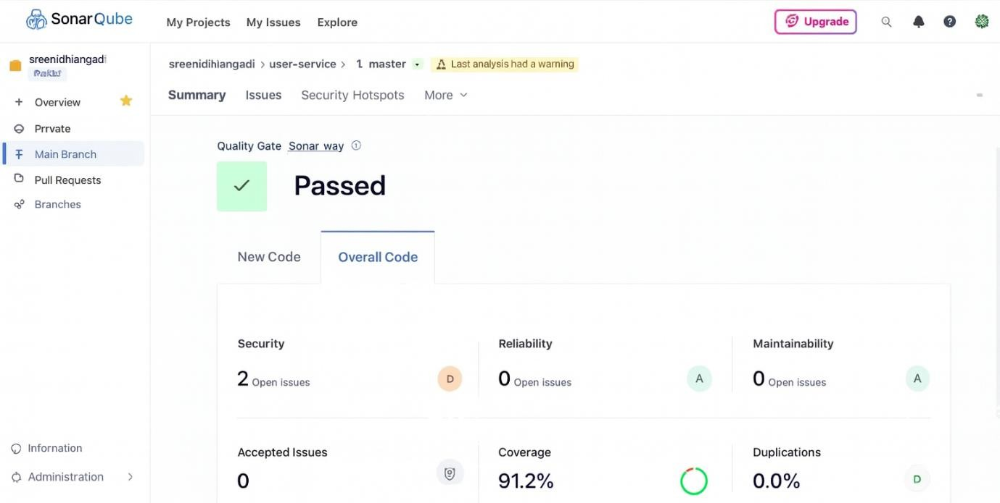 SonarQube
My Projects My Issues Explore
Upgrade
sreenidhiangadi
+ Overview
Prrvate
Main Branch
Pull Requests
Branches
Infornation
Administration
sreenidihlangadi > user-service > 1. master
Last analysis had a warning
Summary Issues Security Hotspots More
Quality Gate Sonar way
Passed
New Code
Overall Code
Security
2 Open issues D
Reliability
0 Open issues A
Maintainability
0 Open issues A
Accepted Issues
0
Coverage
91.2%
Duplications
0.0% D